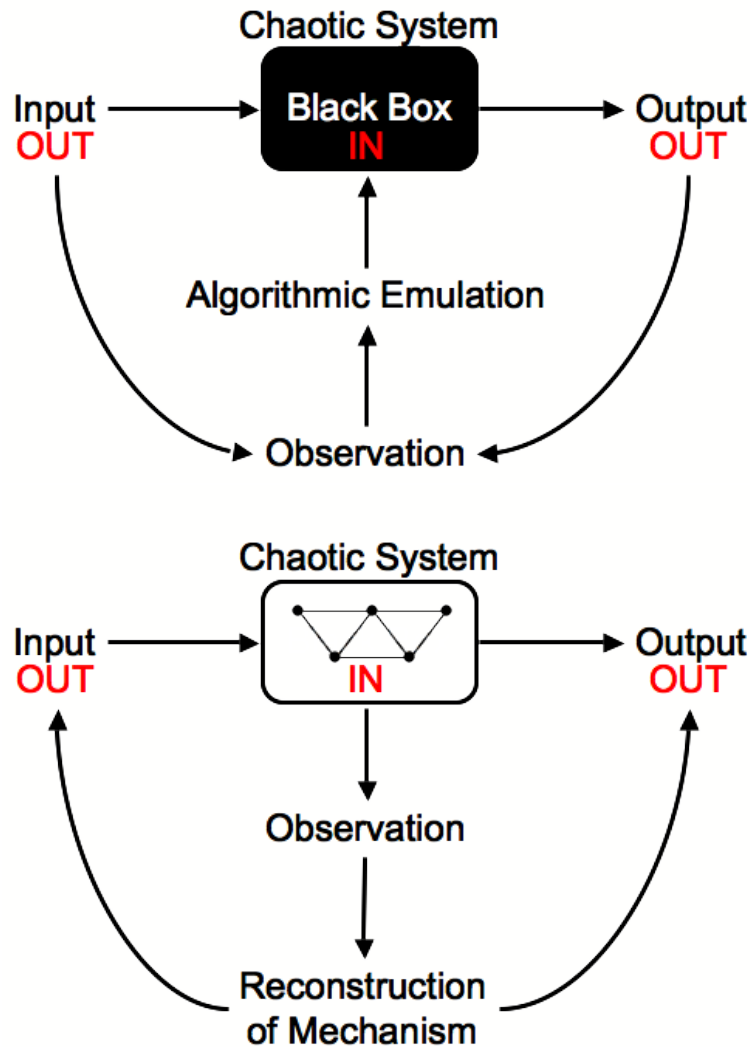 Chaotic System
Input
OUT
Black Box
IN
Output
OUT
Algorithmic Emulation
Observation
Chaotic System
Input
OUT
IN
Output
OUT
Observation
Reconstruction
of Mechanism